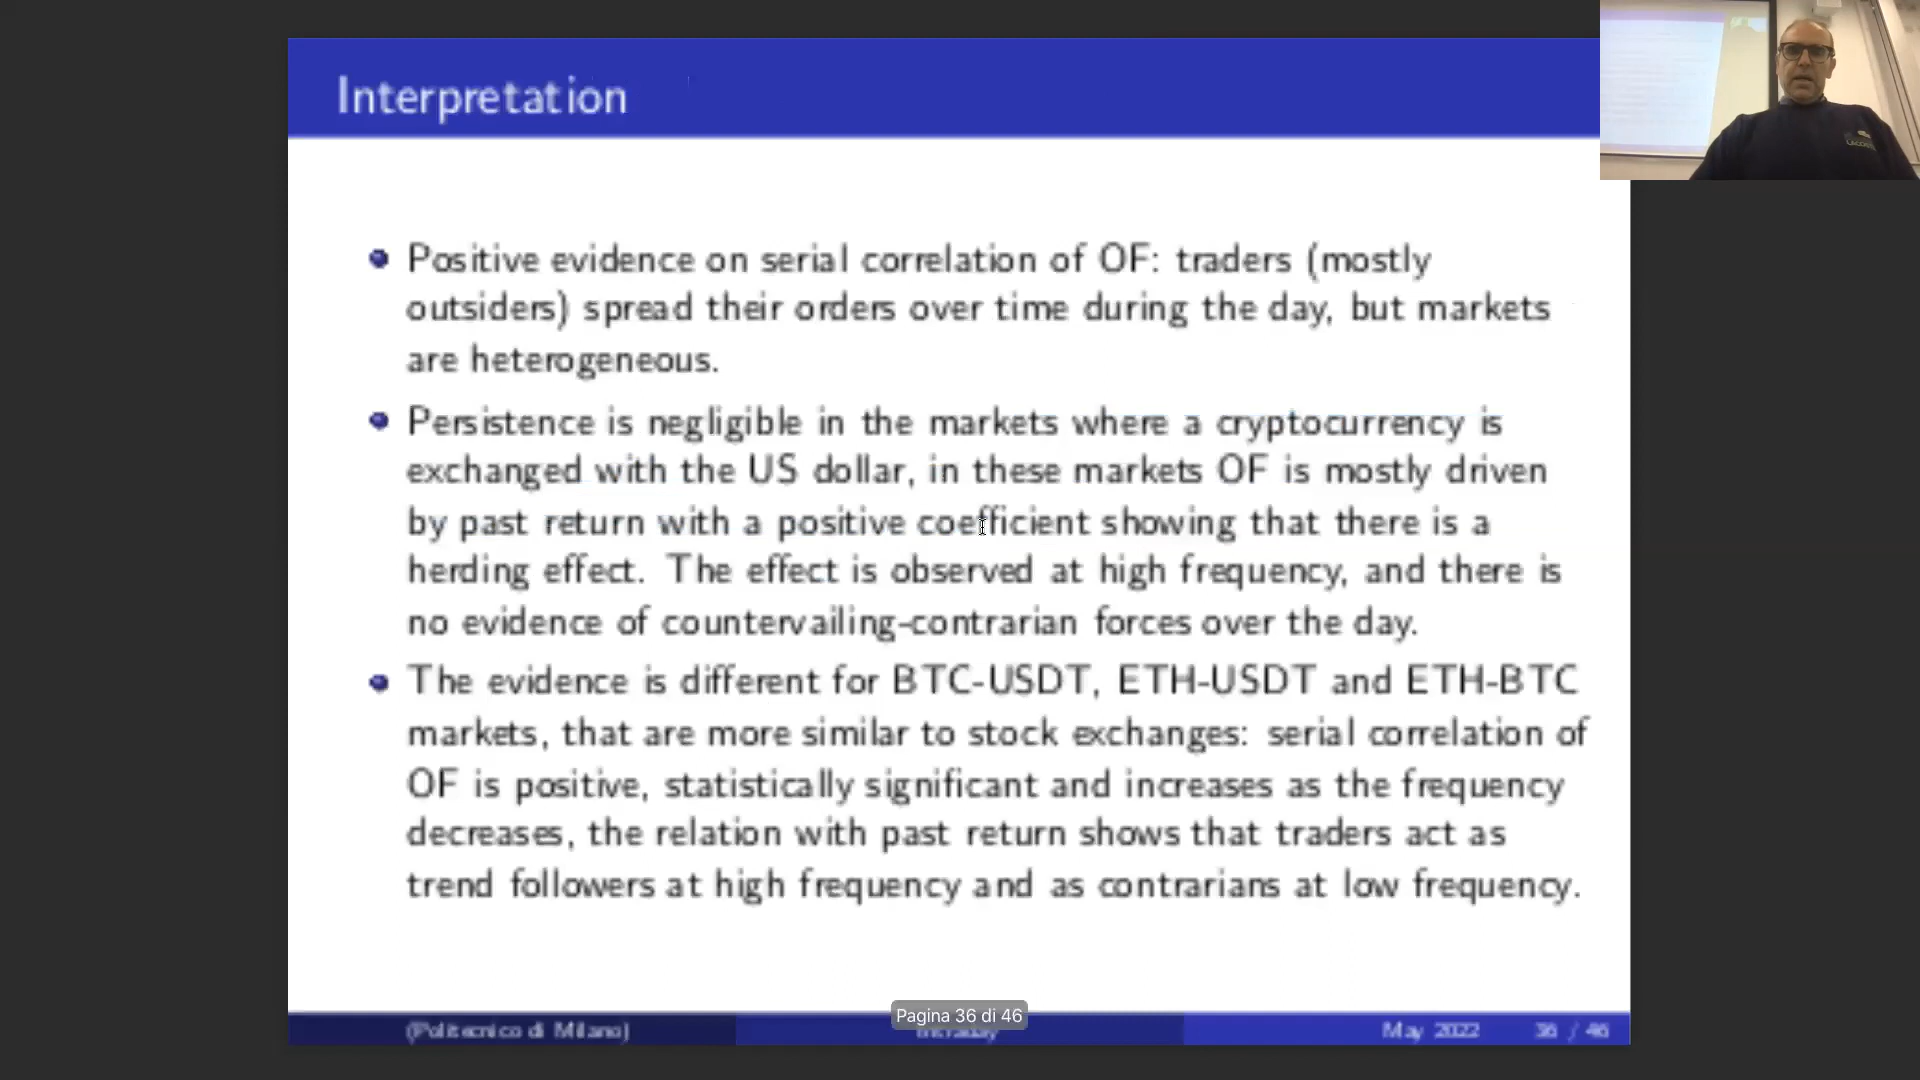 Interpretation
Positive evidence on serial correlation of OF: traders (mostly
outsiders) spread their orders over time during the day, but markets
are heterogeneous.
Persistence is negligible in the markets where a cryptocurrency is
exchanged with the US dollar, in these markets OF is mostly driven
by past return with a positive coefficient showing that there is a
herding effect. The effect is observed at high frequency, and there is
no evidence of countervailing-contrarian forces over the day.
The evidence is different for BTC-USDT, ETH-USDT and ETH-BTC
markets, that are more similar to stock exchanges: serial correlation of
OF is positive, statistically significant and increases as the frequency
decreases, the relation with past return shows that traders act as
trend followers at high frequency and as contrarians at low frequency.
Pagina 36 di 46
(Politecnico di Milano)
Intraday
May 2022
36 / 46